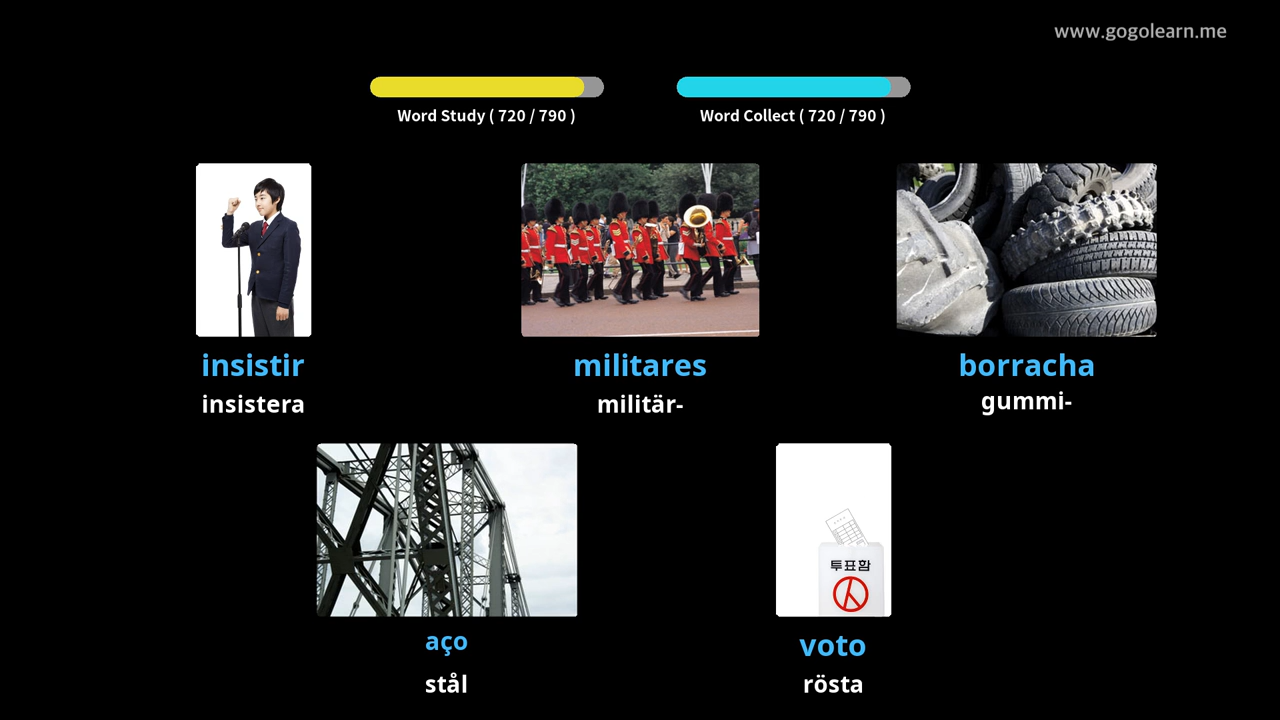 www.gogolearn.me
Word Study ( 720 / 790 )
Word Collect ( 720 / 790 )
insistir
militares
borracha
insistera
militär-
gummi-
투표함
aço
voto
stål
rösta